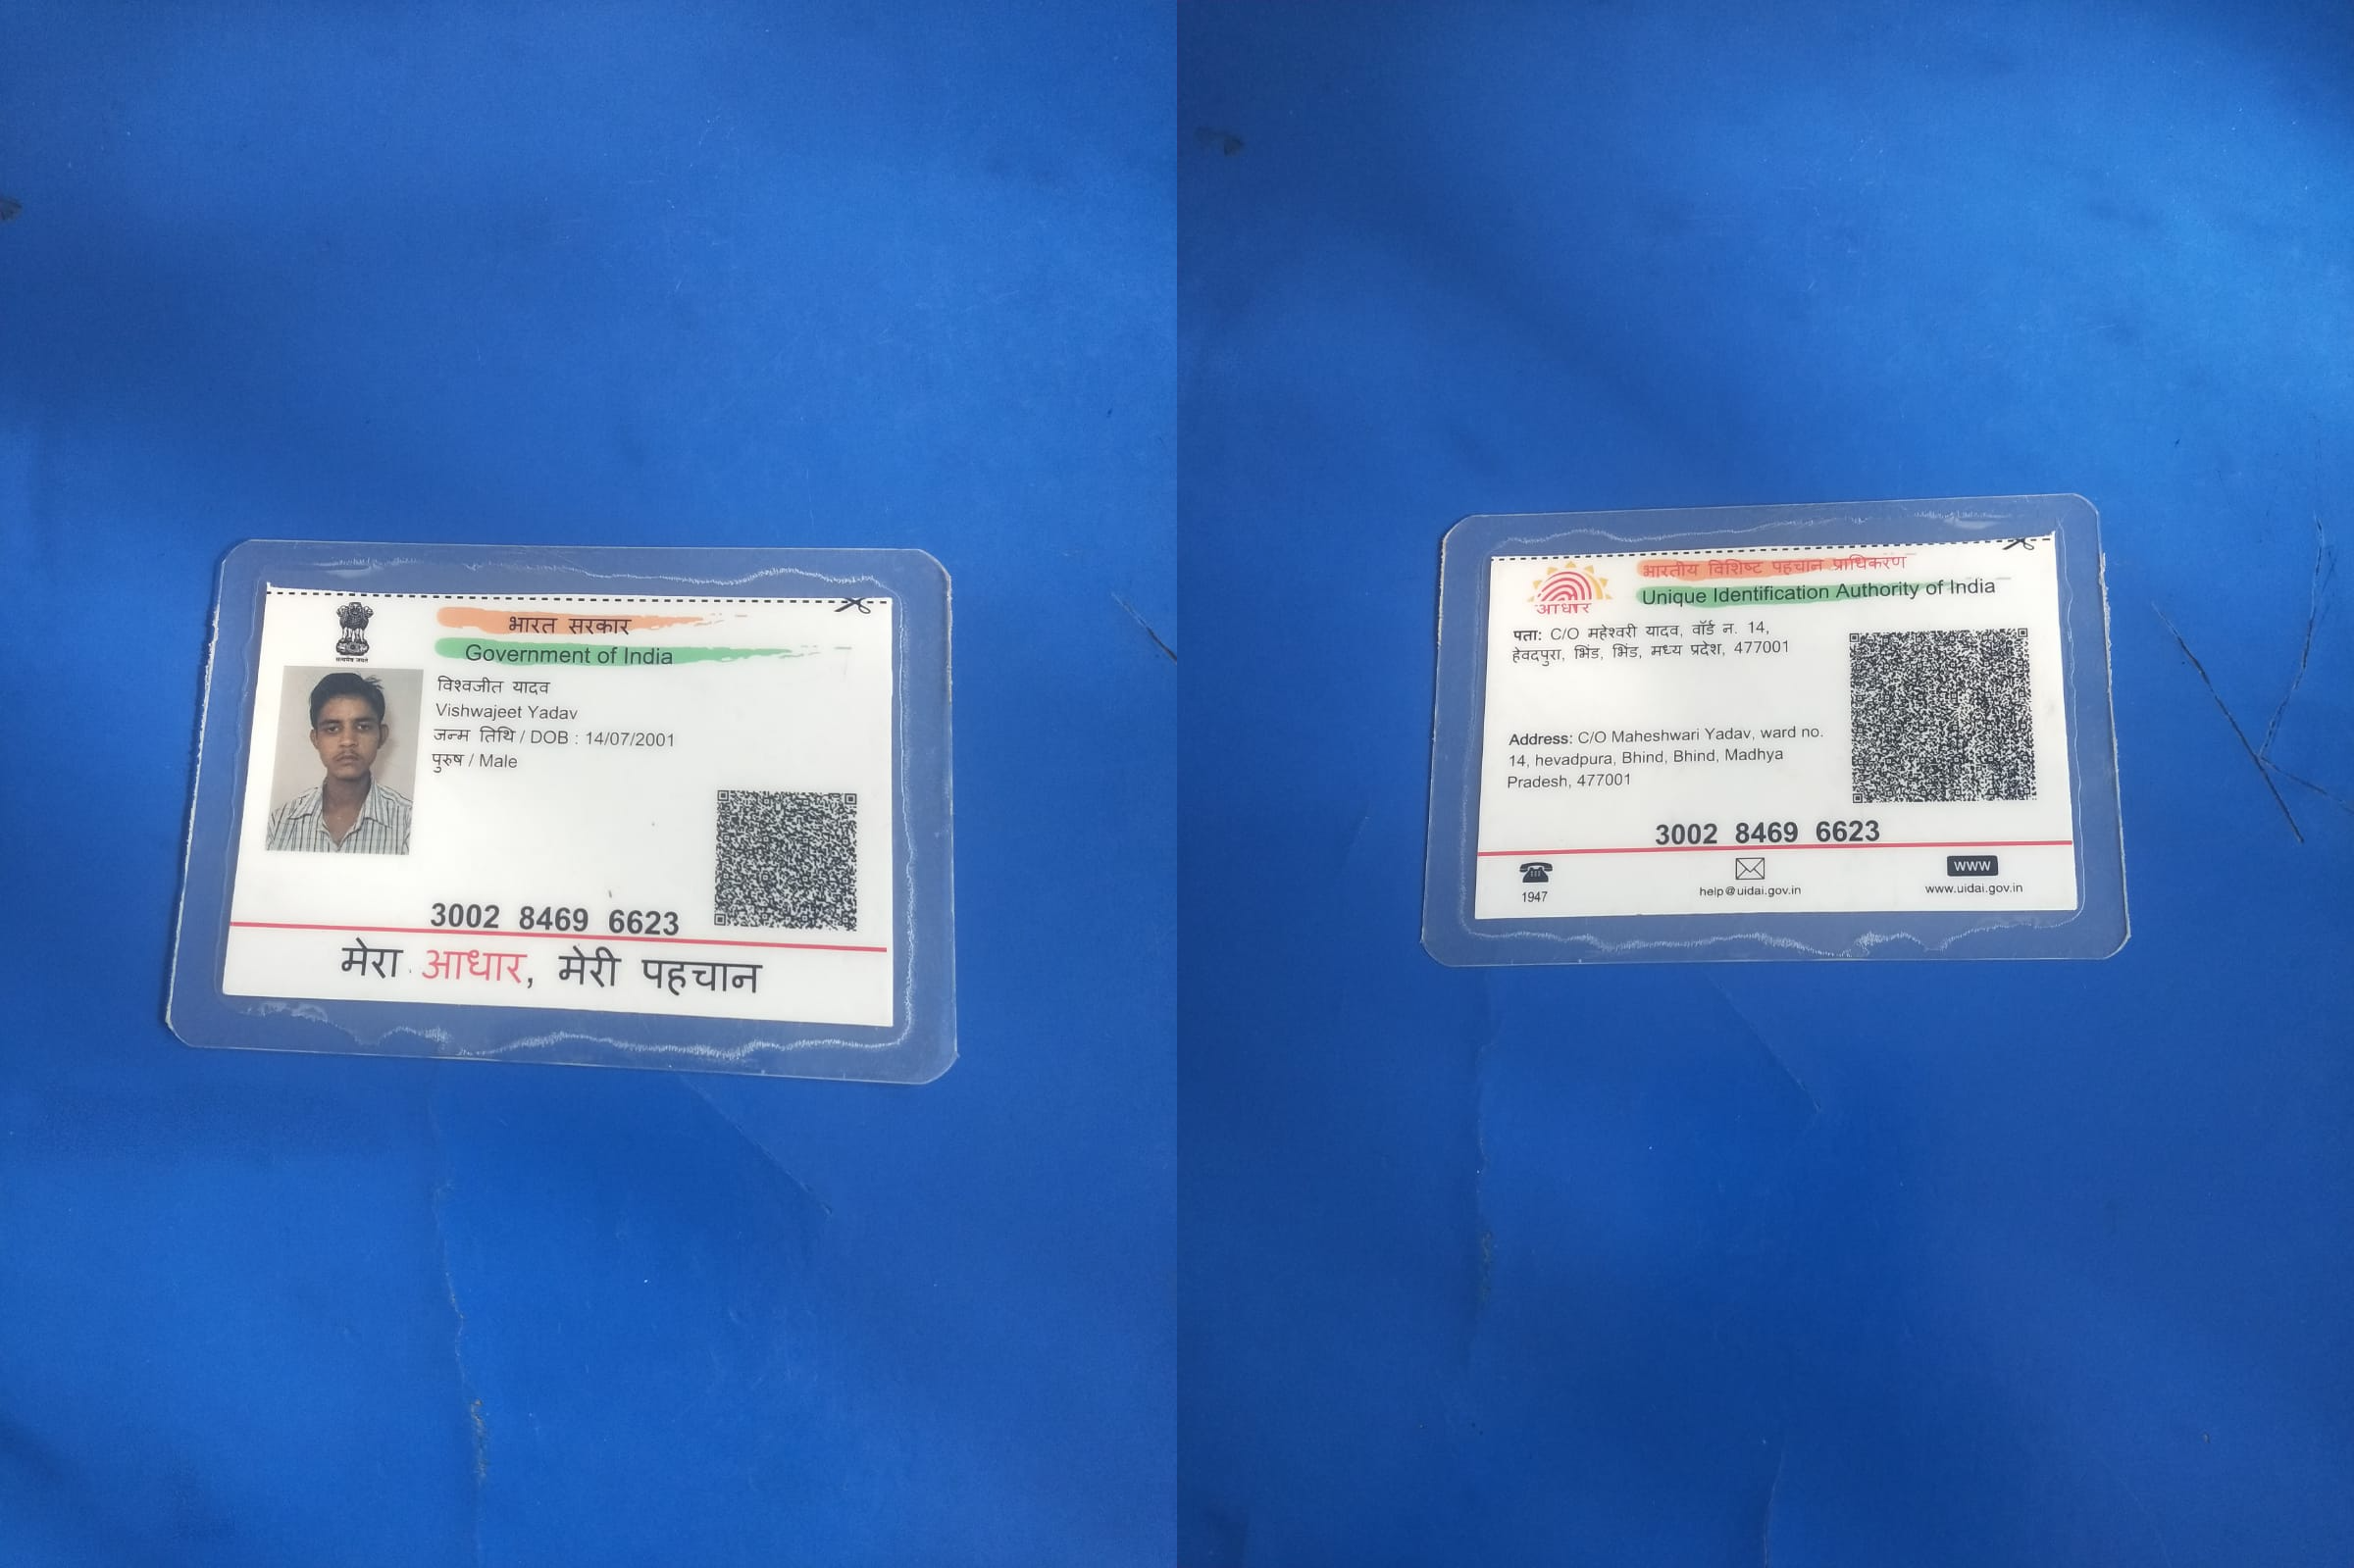 सत्यमेव जयते
भारत सरकार
Government of India
विश्वजीत यादव
Vishwajeet Yadav
जन्म तिथि / DOB : 14/07/2001
पुरुष / Male
3002 8469 6623
मेरा आधार, मेरी पहचान
आधार
भारतीय विशिष्ट पहचान प्राधिकरण
Unique Identification Authority of India
पता: C/O महेश्वरी यादव, वॉर्ड न. 14,
हेवदपुरा, भिंड, भिंड, मध्य प्रदेश, 477001
Address: C/O Maheshwari Yadav, ward no.
14, hevadpura, Bhind, Bhind, Madhya
Pradesh, 477001
3002 8469 6623
1947
help@uidai.gov.in
WWW
www.uidai.gov.in